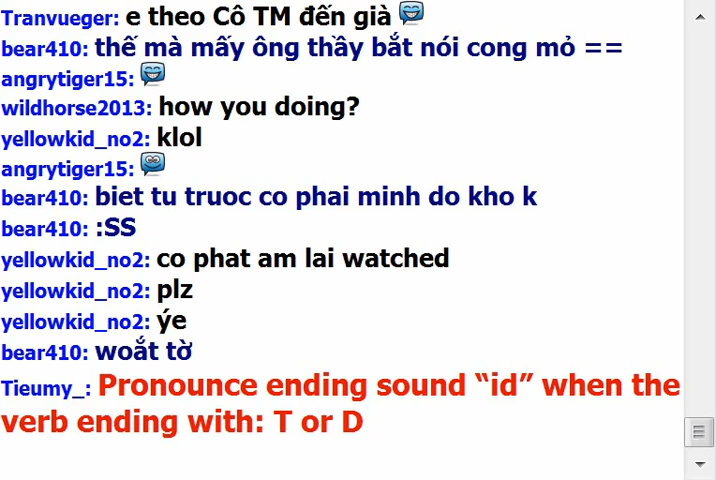 Tranvueger: e theo Cô TM đến già
bear410: thế mà mấy ông thầy bắt nói cong mỏ ==
angrytiger15:
wildhorse2013: how you doing?
yellowkid_no2: klol
angrytiger15:
bear410: biet tu truoc co phai minh do kho k
bear410: :SS
yellowkid_no2: co phat am lai watched
yellowkid_no2: plz
yellowkid_no2: ýe
bear410: woắt tờ
Tieumy_: Pronounce ending sound “id” when the
verb ending with: T or D